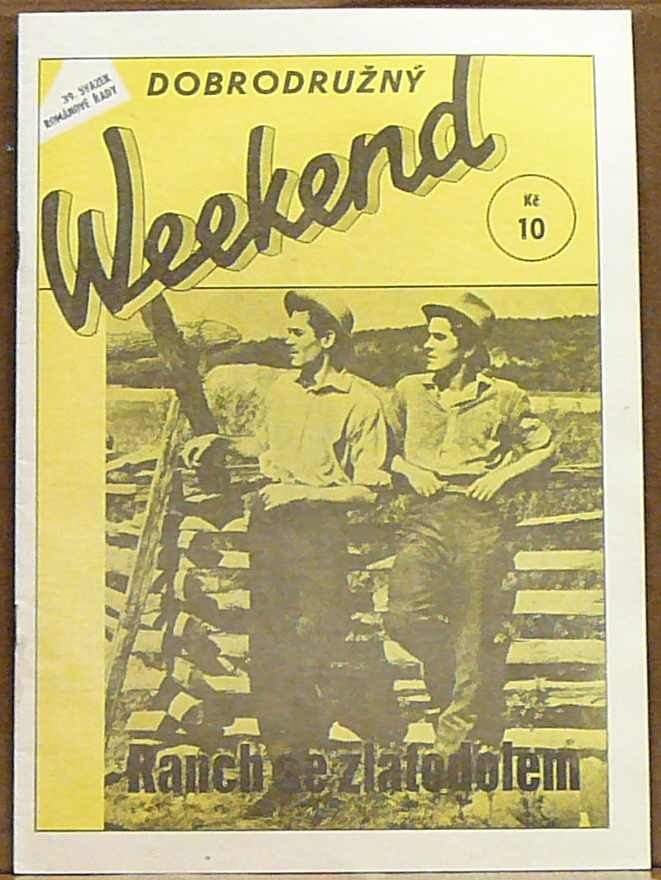 39. SVAZEK
ROMÁNOVÉ ŘADY
DOBRODRUŽNÝ
Weekend
Kč
10
Ranch se zlatodolem